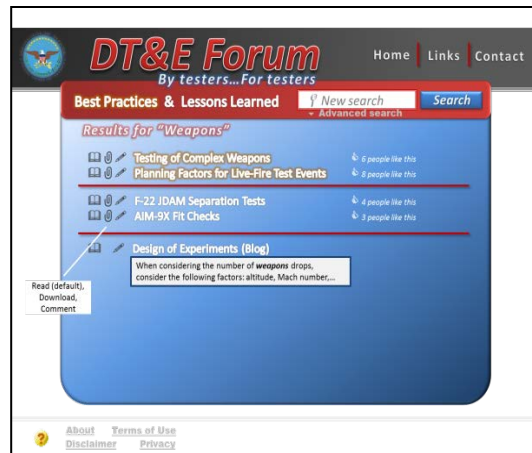 DT&E Forum
By testers...For testers
Home Links Contact
Best Practices & Lessons Learned
New search
Search
Advanced search
Results for "Weapons"
Testing of Complex Weapons 6 people like this
Planning Factors for Live-Fire Test Events 8 people like this
F-22 JDAM Separation Tests 4 people like this
AIM-9X Fit Checks 3 people like this
Design of Experiments (Blog)
When considering the number of weapons drops,
consider the following factors: altitude, Mach number,...
Read (default),
Download,
Comment
About Terms of Use
Disclaimer Privacy